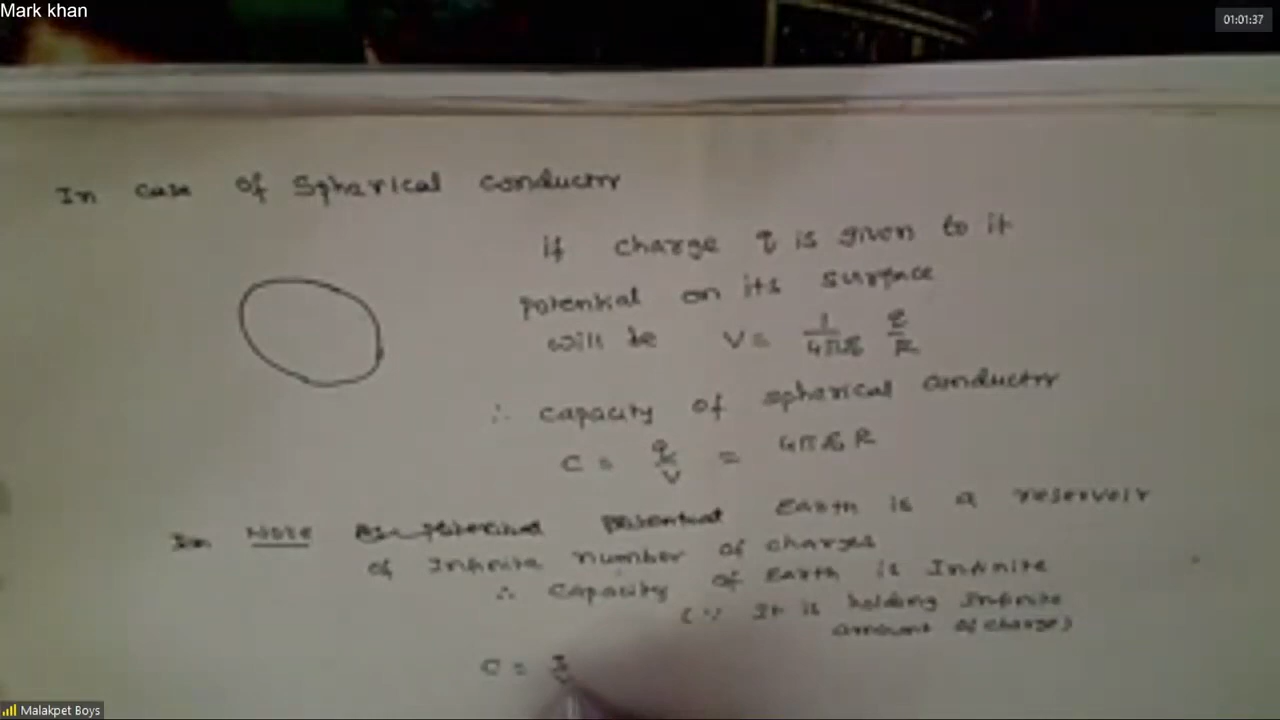 Mark khan
01:01:37
In case of Spherical conductor
if charge q is given to it
potential on its surface
will be V = 1/4πε₀ q/R
∴ capacity of spherical conductor
C = q/V = 4πε₀ R
Note potential Earth is a reservoir
of Infinite number of charges
∴ capacity of Earth is Infinite
(∵ It is holding Infinite
amount of charge)
C =
Malakpet Boys